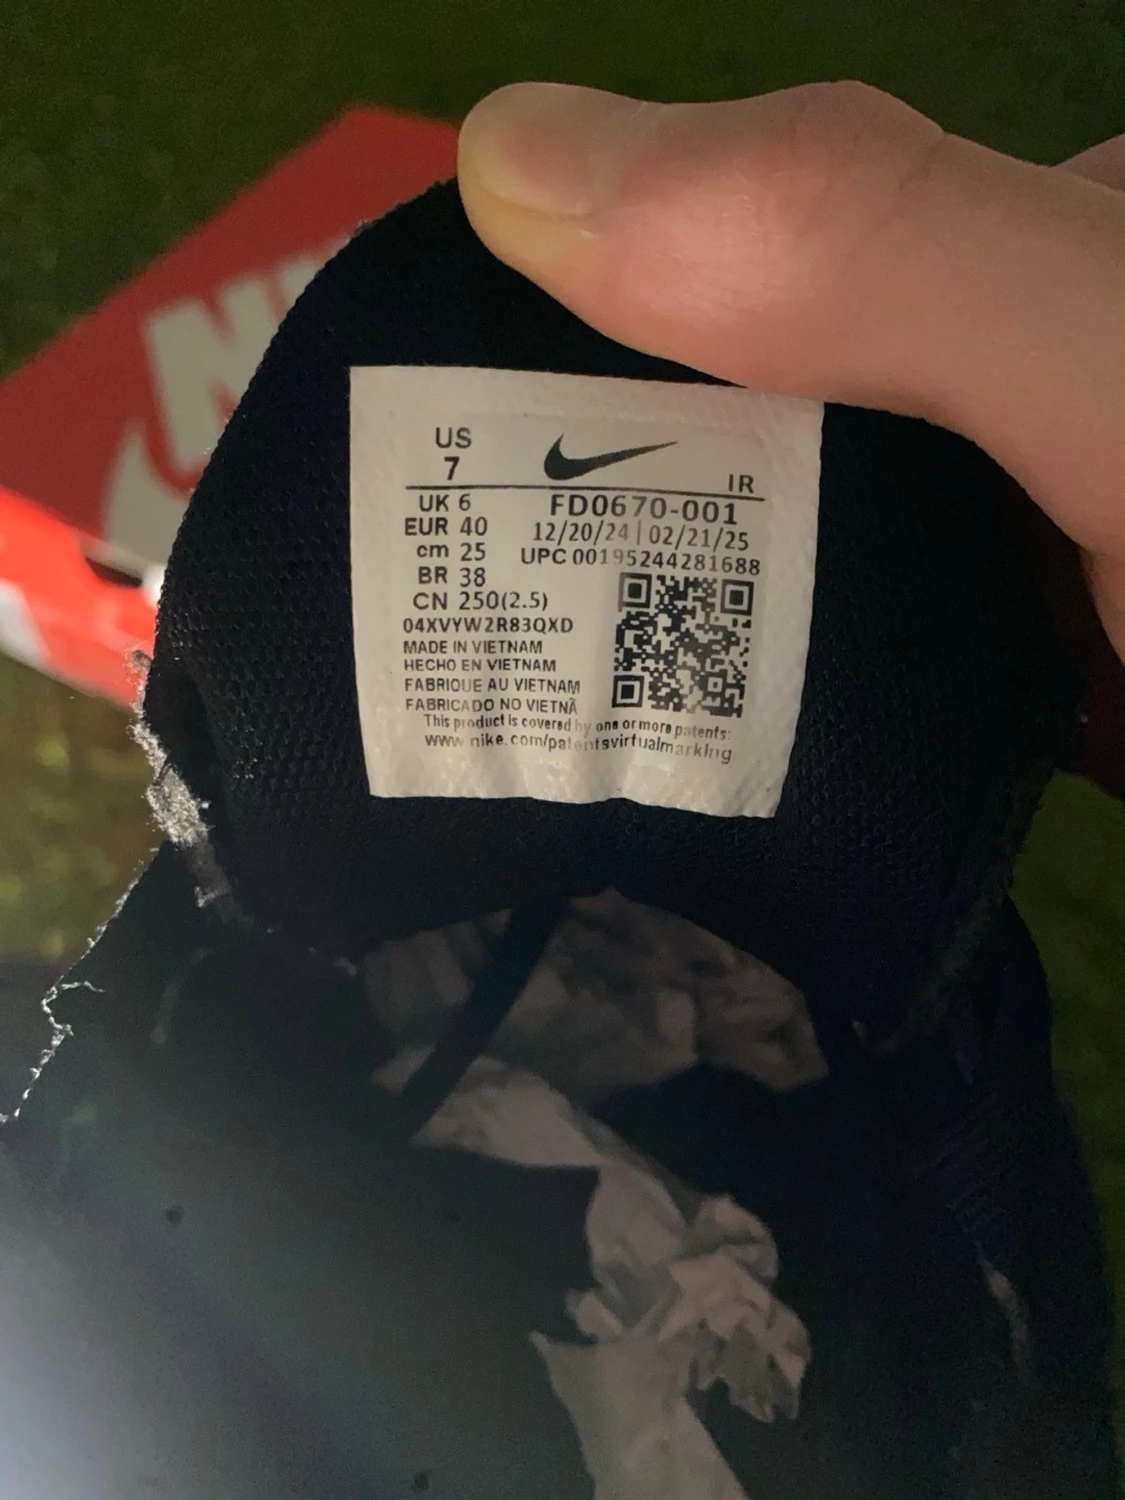 NI
US
7
IR
UK 6
FD0670-001
EUR 40
12/20/24 | 02/21/25
cm 25
UPC 00195244281688
BR 38
CN 250(2.5)
04XVYW2R83QXD
MADE IN VIETNAM
HECHO EN VIETNAM
FABRIQUE AU VIETNAM
FABRICADO NO VIETNÃ
This product is covered by one or more patents:
www.nike.com/patentsvirtualmarking